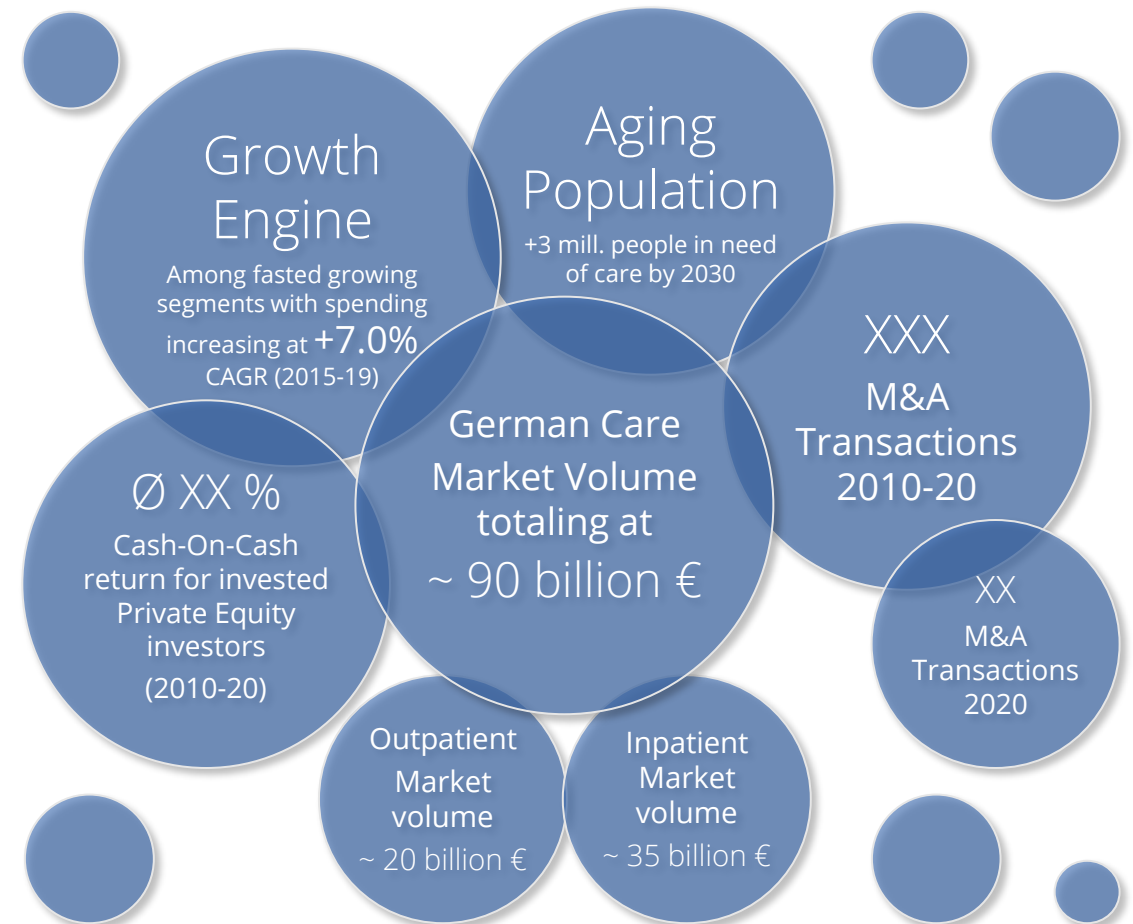 Growth
Engine
Among fasted growing
segments with spending
increasing at +7.0%
CAGR (2015-19)
Aging
Population
+3 mill. people in need
of care by 2030
XXX
M&A
Transactions
2010-20
German Care
Market Volume
totaling at
~ 90 billion €
Ø XX %
Cash-On-Cash
return for invested
Private Equity
investors
(2010-20)
XX
M&A
Transactions
2020
Outpatient
Market
volume
~ 20 billion €
Inpatient
Market
volume
~ 35 billion €